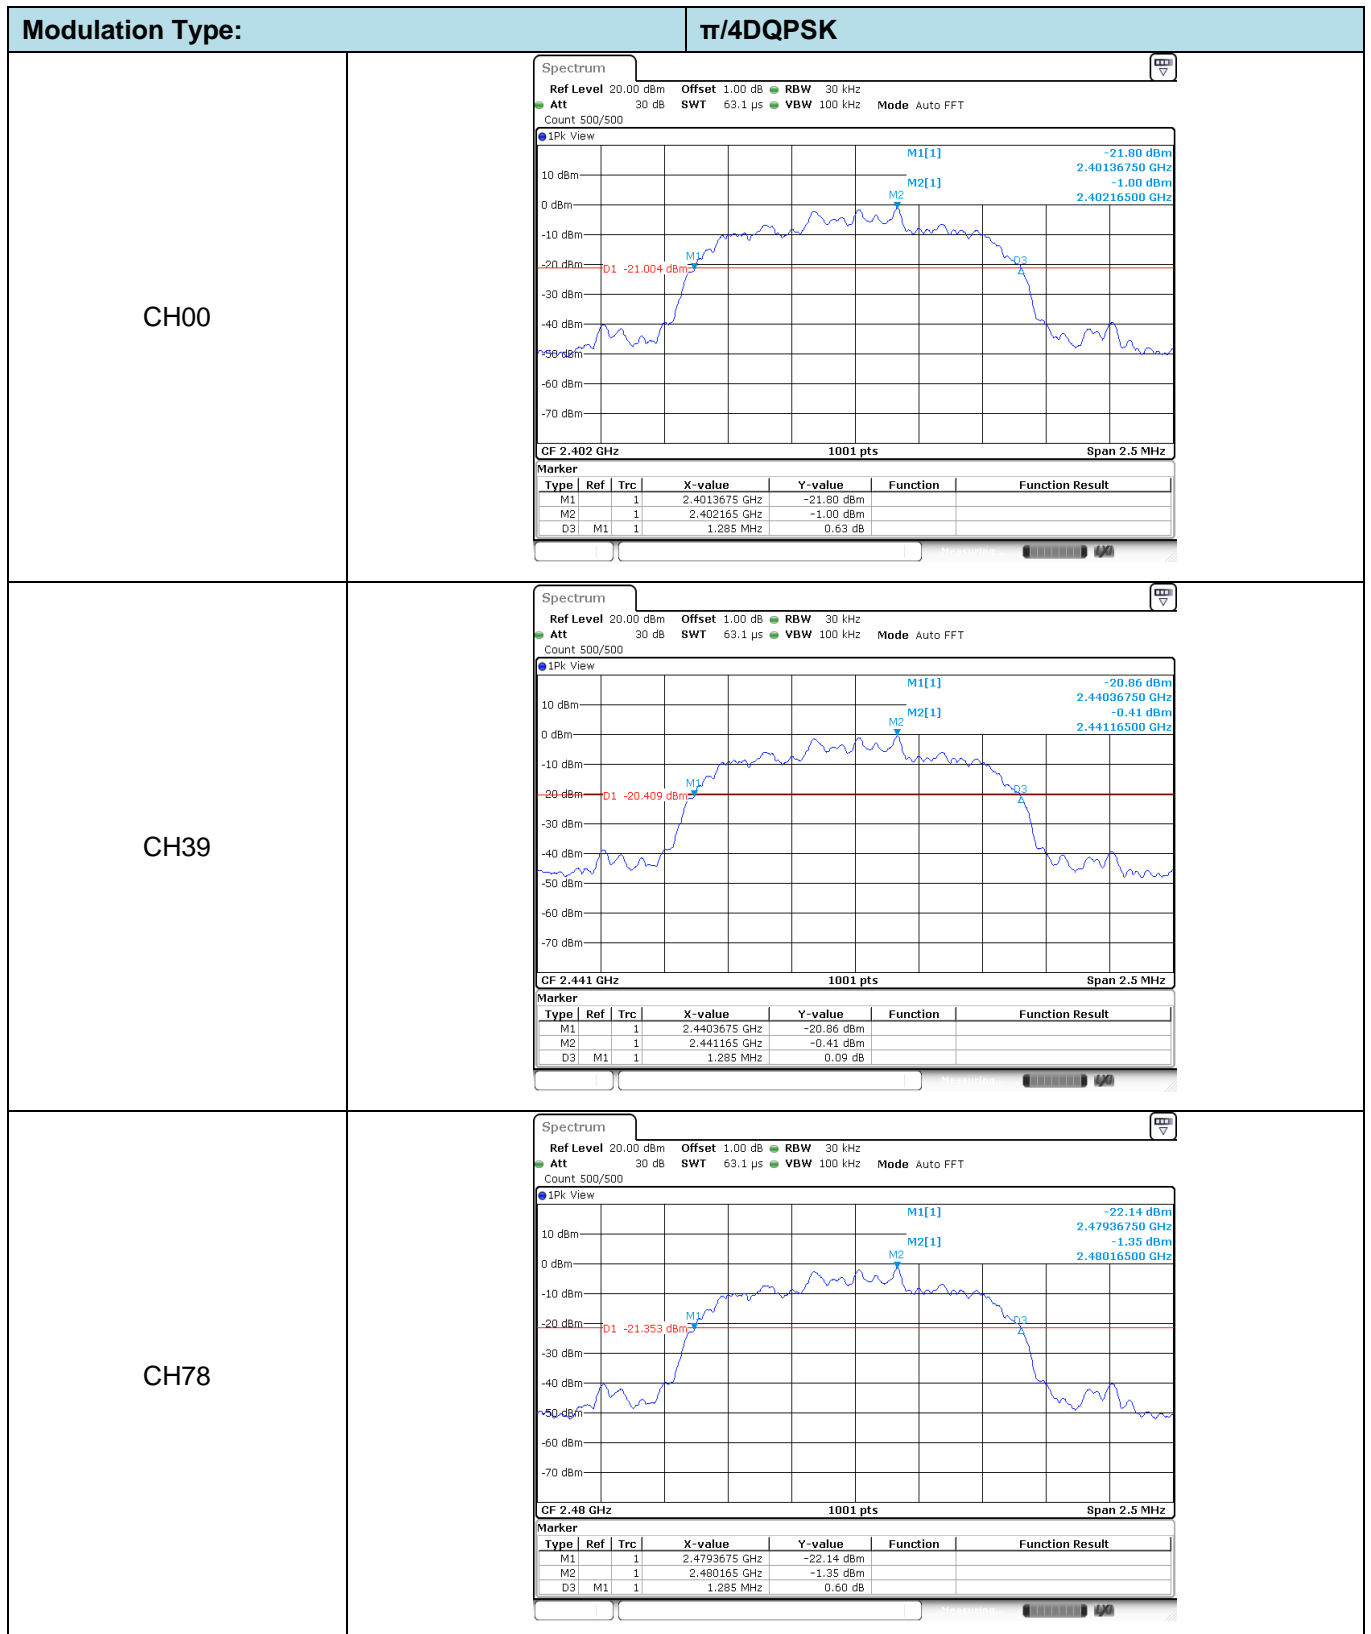 Modulation Type: π/4DQPSK
CH00
Spectrum
Ref Level 20.00 dBm Offset 1.00 dB RBW 30 kHz
Att 30 dB SWT 63.1 µs VBW 100 kHz Mode Auto FFT
Count 500/500
1Pk View
M1[1] -21.80 dBm
2.40136750 GHz
10 dBm
M2[1] -1.00 dBm
M2
2.40216500 GHz
0 dBm
-10 dBm
M1
D3
-20 dBm
D1 -21.004 dBm
-30 dBm
-40 dBm
-50 dBm
-60 dBm
-70 dBm
CF 2.402 GHz 1001 pts Span 2.5 MHz
Marker
Type Ref Trc X-value Y-value Function Function Result
M1 1 2.4013675 GHz -21.80 dBm
M2 1 2.402165 GHz -1.00 dBm
D3 M1 1 1.285 MHz 0.63 dB
Measuring...
CH39
Spectrum
Ref Level 20.00 dBm Offset 1.00 dB RBW 30 kHz
Att 30 dB SWT 63.1 µs VBW 100 kHz Mode Auto FFT
Count 500/500
1Pk View
M1[1] -20.86 dBm
2.44036750 GHz
10 dBm
M2[1] -0.41 dBm
M2
2.44116500 GHz
0 dBm
-10 dBm
M1
D3
-20 dBm
D1 -20.409 dBm
-30 dBm
-40 dBm
-50 dBm
-60 dBm
-70 dBm
CF 2.441 GHz 1001 pts Span 2.5 MHz
Marker
Type Ref Trc X-value Y-value Function Function Result
M1 1 2.4403675 GHz -20.86 dBm
M2 1 2.441165 GHz -0.41 dBm
D3 M1 1 1.285 MHz 0.09 dB
Measuring...
CH78
Spectrum
Ref Level 20.00 dBm Offset 1.00 dB RBW 30 kHz
Att 30 dB SWT 63.1 µs VBW 100 kHz Mode Auto FFT
Count 500/500
1Pk View
M1[1] -22.14 dBm
2.47936750 GHz
10 dBm
M2[1] -1.35 dBm
M2
2.48016500 GHz
0 dBm
-10 dBm
M1
D3
-20 dBm
D1 -21.353 dBm
-30 dBm
-40 dBm
-50 dBm
-60 dBm
-70 dBm
CF 2.48 GHz 1001 pts Span 2.5 MHz
Marker
Type Ref Trc X-value Y-value Function Function Result
M1 1 2.4793675 GHz -22.14 dBm
M2 1 2.480165 GHz -1.35 dBm
D3 M1 1 1.285 MHz 0.60 dB
Measuring...